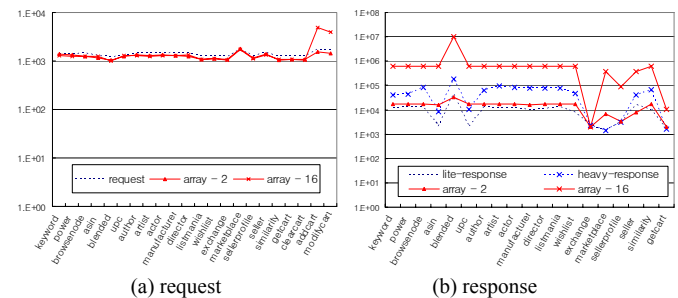 1.E+04
1.E+03
1.E+02
1.E+01
1.E+00
request
array - 2
array - 16
keyword
power
browsenode
asin
blended
upc
author
artist
actor
manufacturer
director
listmania
wishlist
exchange
marketplace
sellerprofile
seller
similarity
getcart
clearcart
addcart
modifycart
(a) request
1.E+08
1.E+07
1.E+06
1.E+05
1.E+04
1.E+03
1.E+02
1.E+01
1.E+00
lite-response
heavy-response
array - 2
array - 16
keyword
power
browsenode
asin
blended
upc
author
artist
actor
manufacturer
director
listmania
wishlist
exchange
marketplace
sellerprofile
seller
similarity
getcart
(b) response